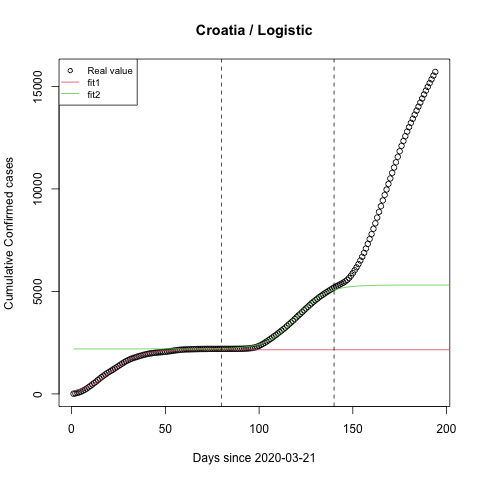 Croatia / Logistic
Real value
fit1
fit2
Cumulative Confirmed cases
15000
10000
5000
0
0 50 100 150 200
Days since 2020-03-21